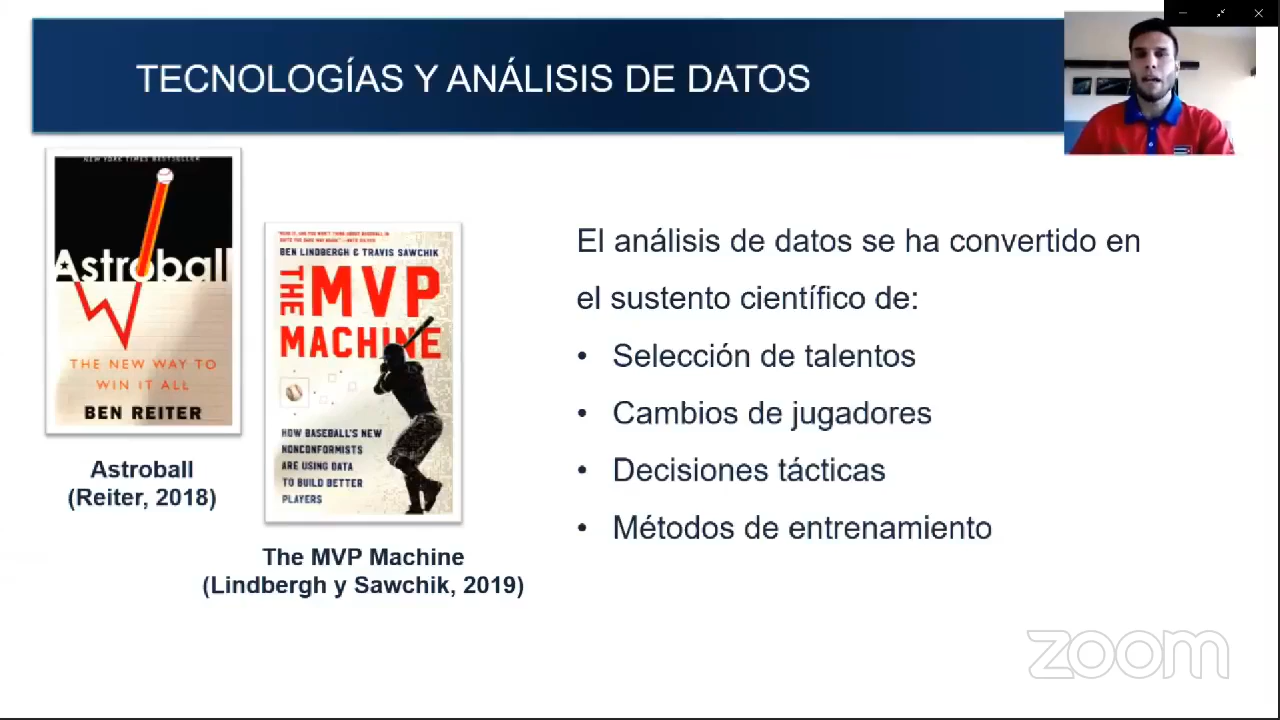 TECNOLOGÍAS Y ANÁLISIS DE DATOS
NEW YORK TIMES BESTSELLER
Astroball
THE NEW WAY TO
WIN IT ALL
BEN REITER
Astroball
(Reiter, 2018)
BEN LINDBERGH & TRAVIS SAWCHIK
THE MVP
MACHINE
HOW BASEBALL'S NEW
NONCONFORMISTS
ARE USING DATA
TO BUILD BETTER
PLAYERS
The MVP Machine
(Lindbergh y Sawchik, 2019)
El análisis de datos se ha convertido en
el sustento científico de:
• Selección de talentos
• Cambios de jugadores
• Decisiones tácticas
• Métodos de entrenamiento
zoom